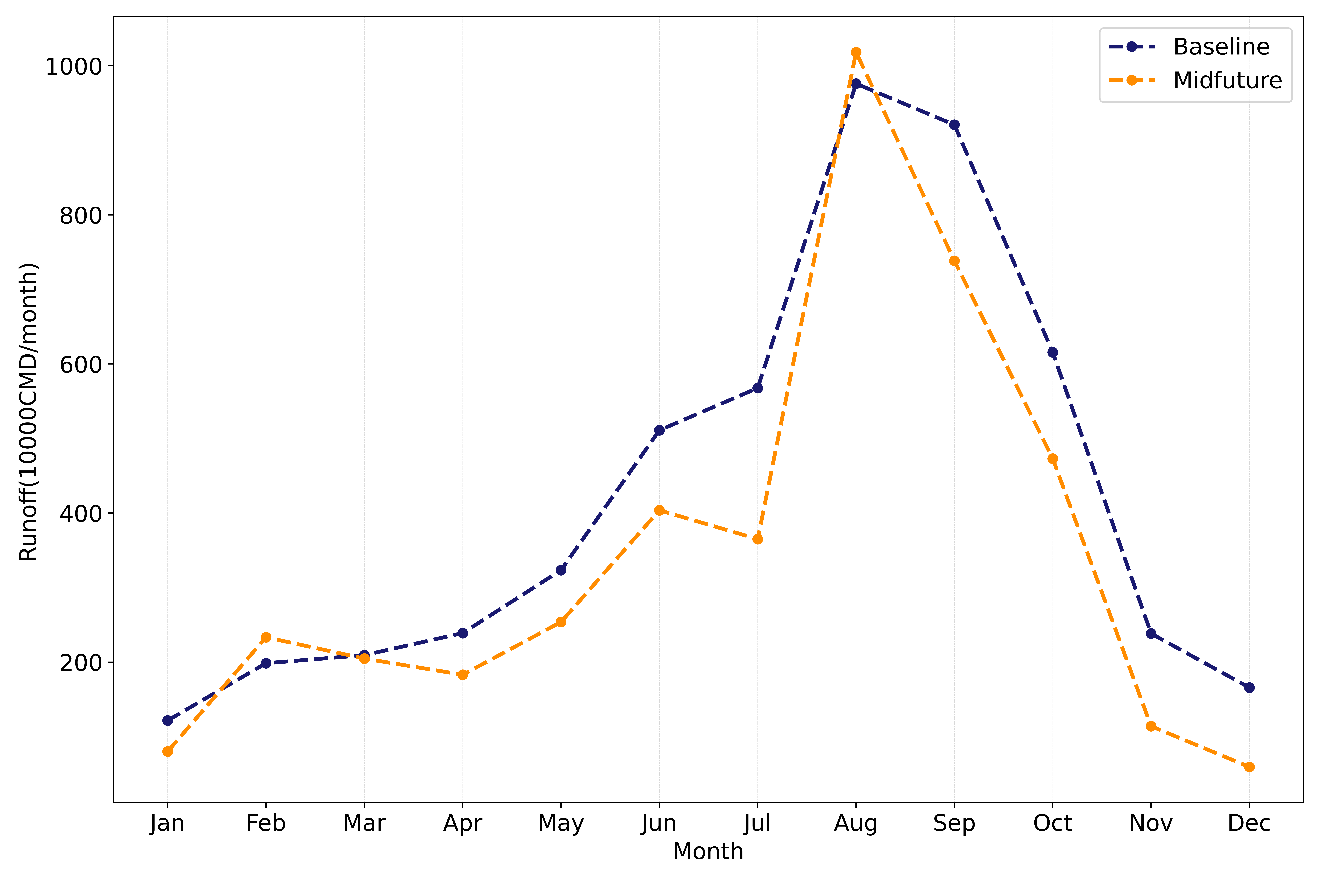 Baseline
Midfuture
1000
800
600
400
200
Runoff(10000CMD/month)
Jan Feb Mar Apr May Jun Jul Aug Sep Oct Nov Dec
Month